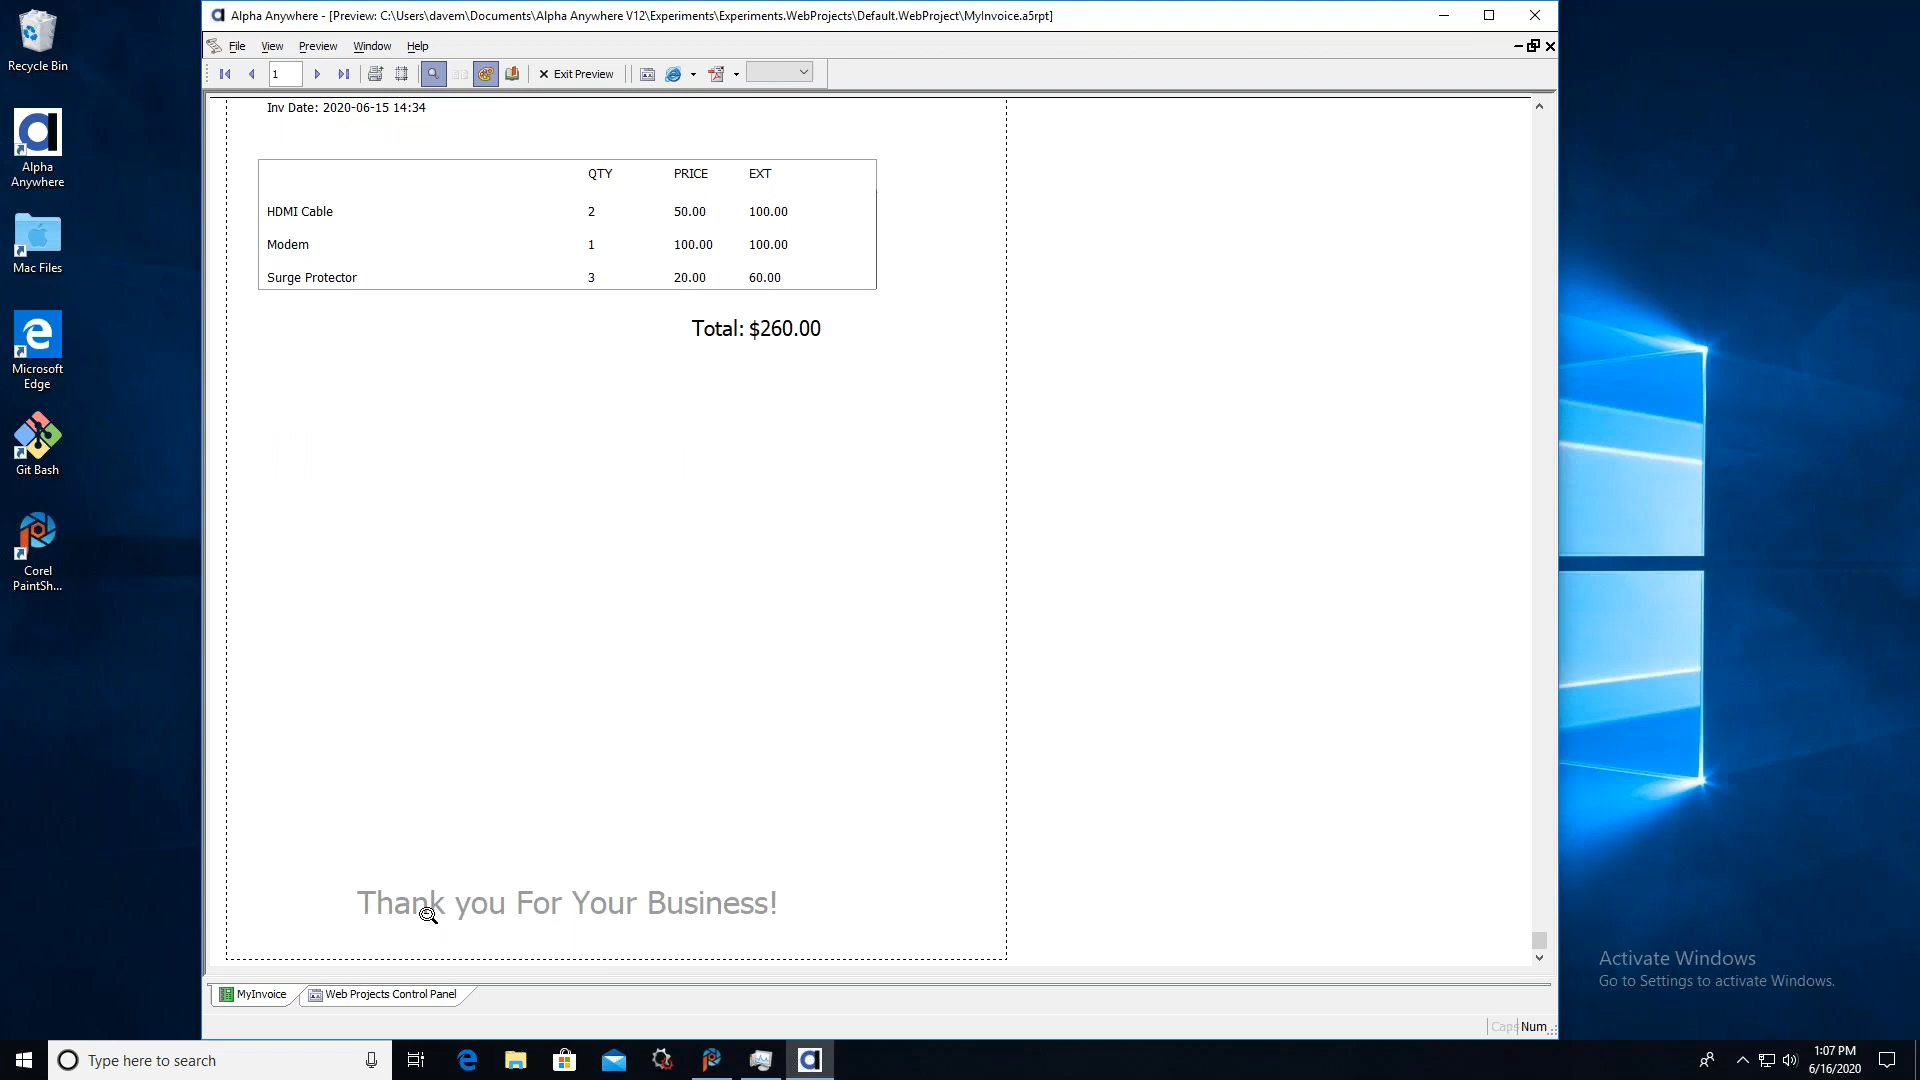 Alpha Anywhere - [Preview: C:\Users\davem\Documents\Alpha Anywhere V12\Experiments\Experiments.WebProjects\Default.WebProject\MyInvoice.a5rpt]
File View Preview Window Help
1 Exit Preview
Inv Date: 2020-06-15 14:34
QTY PRICE EXT
HDMI Cable 2 50.00 100.00
Modem 1 100.00 100.00
Surge Protector 3 20.00 60.00
Total: $260.00
Thank you For Your Business!
MyInvoice Web Projects Control Panel
Caps Num
Recycle Bin
Alpha
Anywhere
Mac Files
Microsoft
Edge
Git Bash
Corel
PaintSh...
Activate Windows
Go to Settings to activate Windows.
Type here to search
1:07 PM
6/16/2020